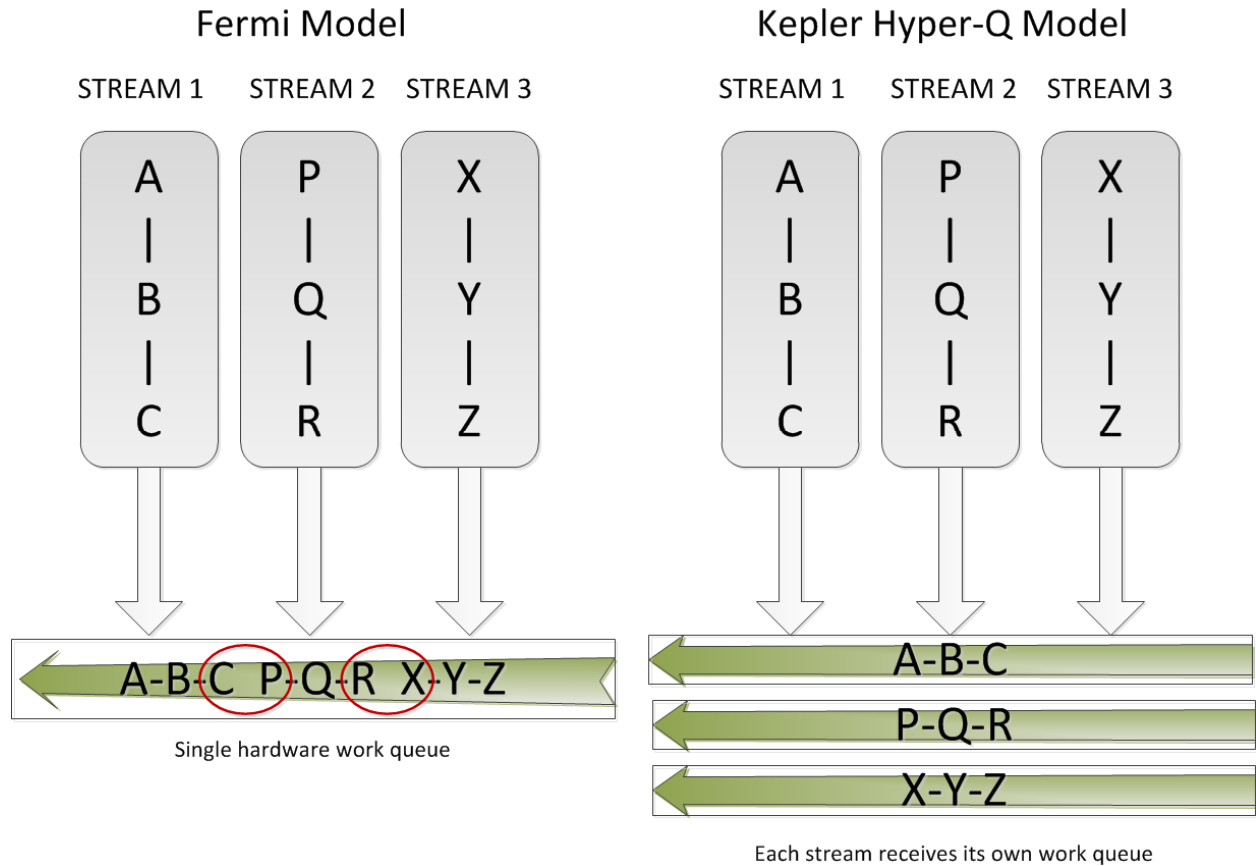 Fermi Model
STREAM 1 STREAM 2 STREAM 3
A P X
| | |
B Q Y
| | |
C R Z
A-B-C P-Q-R X-Y-Z
Single hardware work queue
Kepler Hyper-Q Model
STREAM 1 STREAM 2 STREAM 3
A P X
| | |
B Q Y
| | |
C R Z
A-B-C
P-Q-R
X-Y-Z
Each stream receives its own work queue